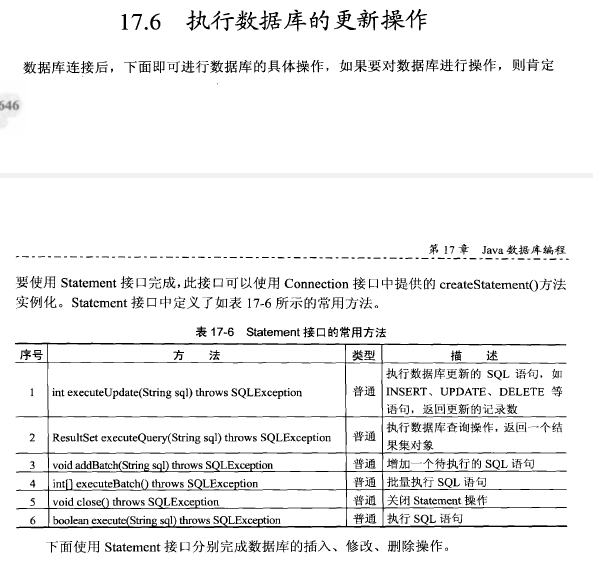 17.6 执行数据库的更新操作
数据库连接后，下面即可进行数据库的具体操作，如果要对数据库进行操作，则肯定
646
第 17 章 Java 数据库编程
要使用 Statement 接口完成，此接口可以使用 Connection 接口中提供的 createStatement()方法
实例化。Statement 接口中定义了如表 17-6 所示的常用方法。
表 17-6 Statement 接口的常用方法
序号 方 法 类型 描 述
1 int executeUpdate(String sql) throws SQLException 普通 执行数据库更新的 SQL 语句，如
INSERT、UPDATE、DELETE 等
语句，返回更新的记录数
2 ResultSet executeQuery(String sql) throws SQLException 普通 执行数据库查询操作，返回一个结
果集对象
3 void addBatch(String sql) throws SQLException 普通 增加一个待执行的 SQL 语句
4 int[] executeBatch() throws SQLException 普通 批量执行 SQL 语句
5 void close() throws SQLException 普通 关闭 Statement 操作
6 boolean execute(String sql) throws SQLException 普通 执行 SQL 语句
下面使用 Statement 接口分别完成数据库的插入、修改、删除操作。